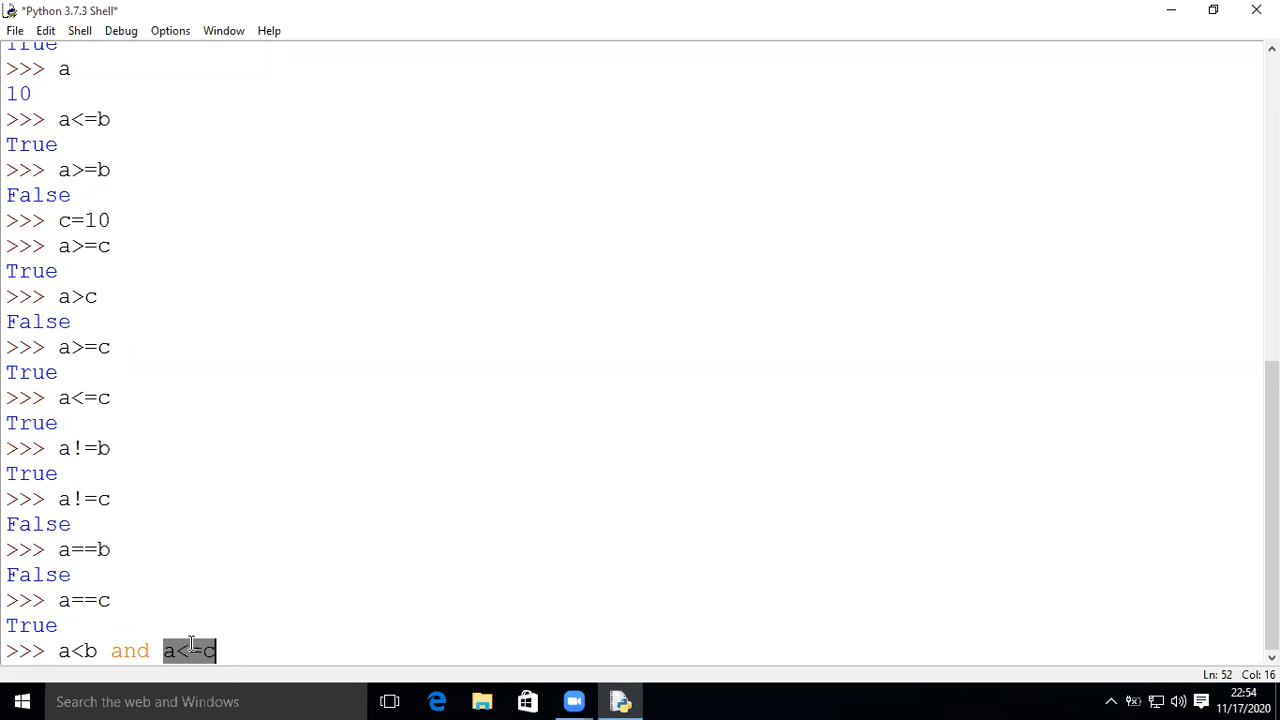 *Python 3.7.3 Shell*
File Edit Shell Debug Options Window Help
True
>>> a
10
>>> a<=b
True
>>> a>=b
False
>>> c=10
>>> a>=c
True
>>> a>c
False
>>> a>=c
True
>>> a<=c
True
>>> a!=b
True
>>> a!=c
False
>>> a==b
False
>>> a==c
True
>>> a<b and a<=c
Ln: 52 Col: 16
Search the web and Windows
22:54
11/17/2020